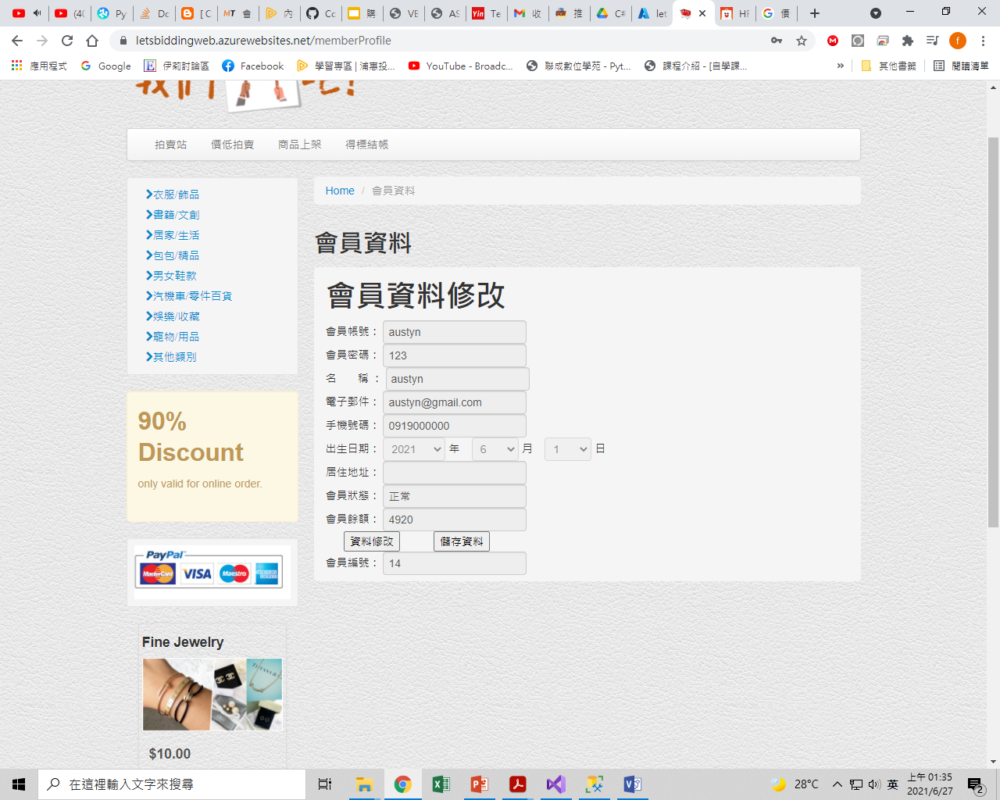 (4(
Py
Dc
[ C
會
內
Cc
購
VE
AS
Te
收
推
C#
let
HF
價
letsbiddingweb.azurewebsites.net/memberProfile
應用程式
Google
伊莉討論區
Facebook
學習專區 | 浦惠投...
YouTube - Broadc...
聯成數位學苑 - Pyt...
課程介紹 - [自學課...
»
其他書籤
閱讀清單
拍賣站
價低拍賣
商品上架
得標結帳
衣服/飾品
書籍/文創
居家/生活
包包/精品
男女鞋款
汽機車/零件百貨
娛樂/收藏
寵物/用品
其他類別
90%
Discount
only valid for online order.
PayPal
MasterCard
VISA
Maestro
Fine Jewelry
$10.00
Home / 會員資料
會員資料
會員資料修改
會員帳號： austyn
會員密碼： 123
名　　稱 ： austyn
電子郵件： austyn@gmail.com
手機號碼： 0919000000
出生日期： 2021 年 6 月 1 日
居住地址：
會員狀態： 正常
會員餘額： 4920
資料修改
儲存資料
會員編號： 14
在這裡輸入文字來搜尋
28°C
英
上午 01:35
2021/6/27
2